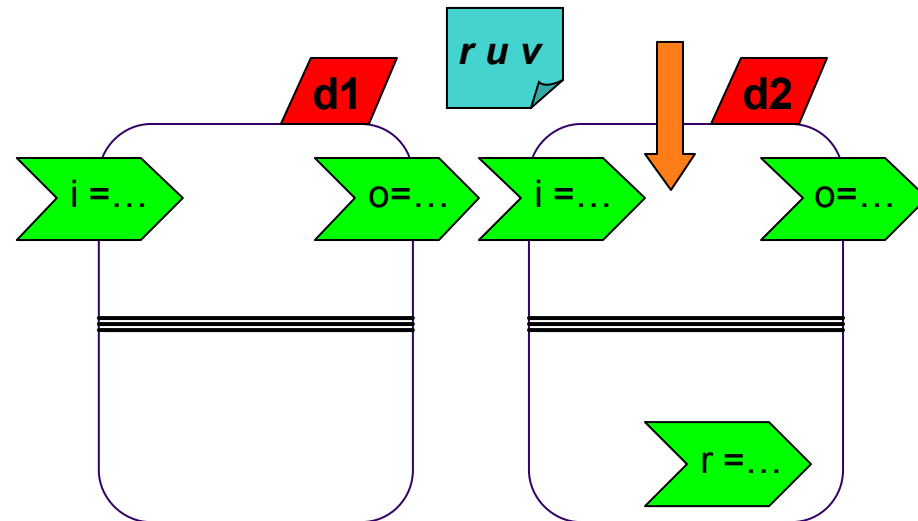 r u v
d1
d2
i =…
o=…
i =…
o=…
r =…